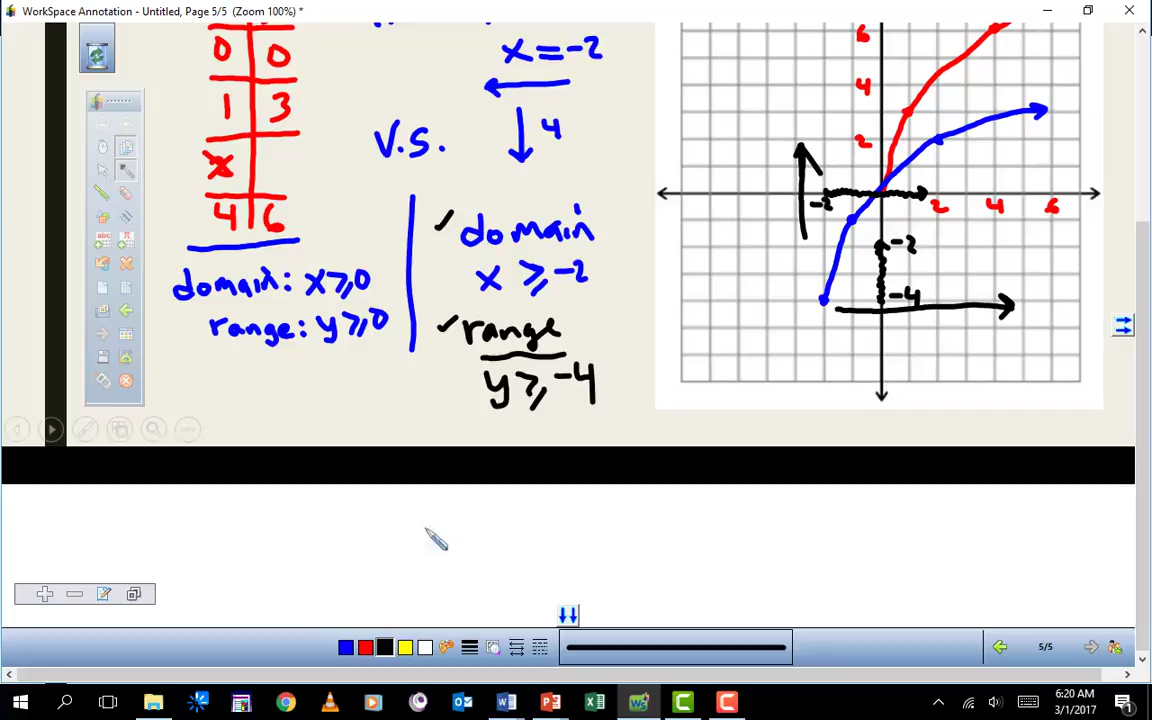 WorkSpace Annotation - Untitled, Page 5/5 (Zoom 100%) *
0 0
1 3
x
4 6
domain: x ≥ 0
range: y ≥ 0
x = -2
4
V.S.
✓ domain
x ≥ -2
✓ range
y ≥ -4
6
4
2
-2
2 4 6
-2
-4
abc
5/5
6:20 AM
3/1/2017